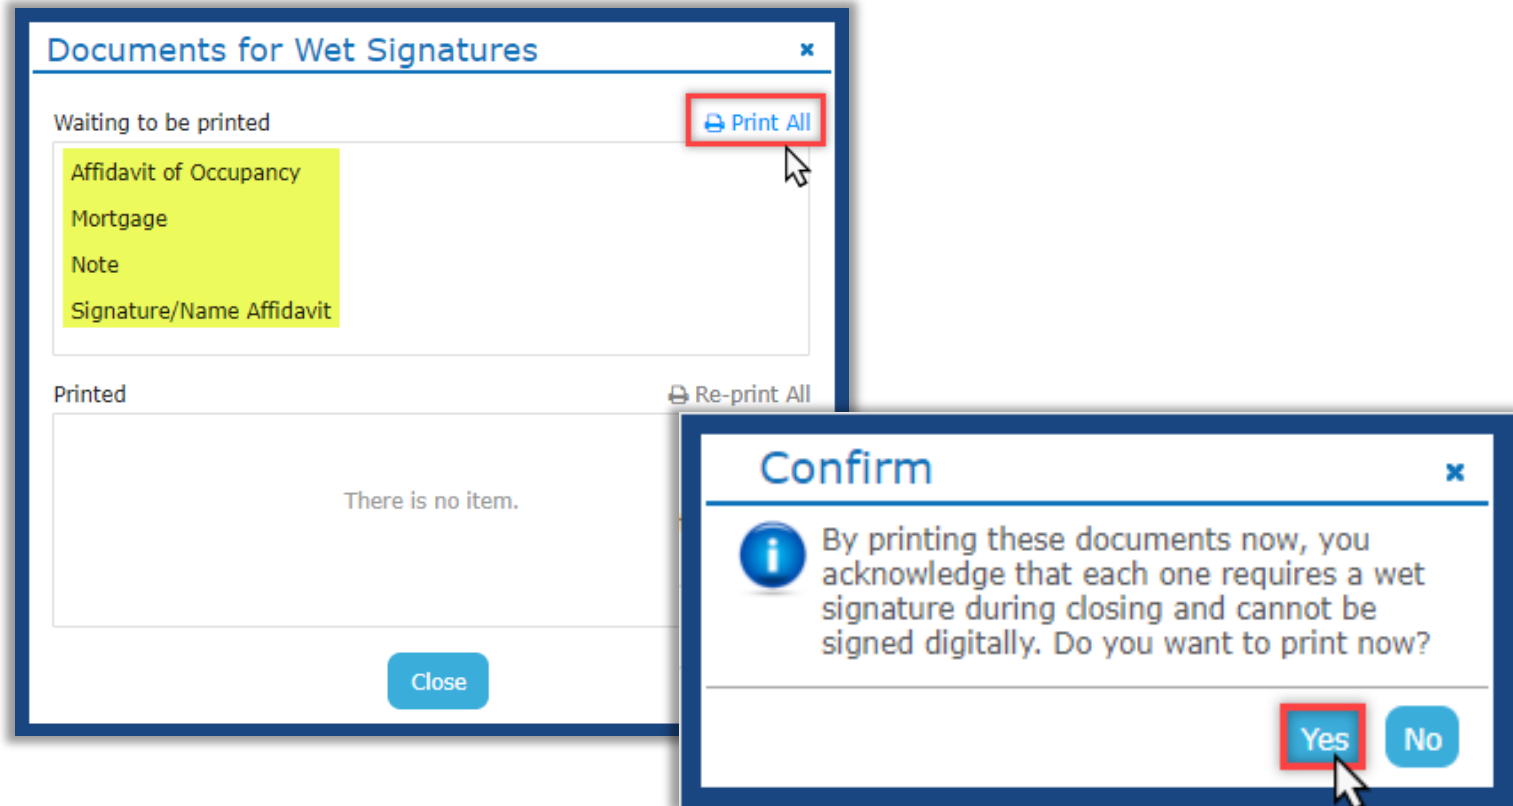 Documents for Wet Signatures
Waiting to be printed
Print All
Affidavit of Occupancy
Mortgage
Note
Signature/Name Affidavit
Printed
Re-print All
There is no item.
Close
Confirm
By printing these documents now, you
acknowledge that each one requires a wet
signature during closing and cannot be
signed digitally. Do you want to print now?
Yes
No